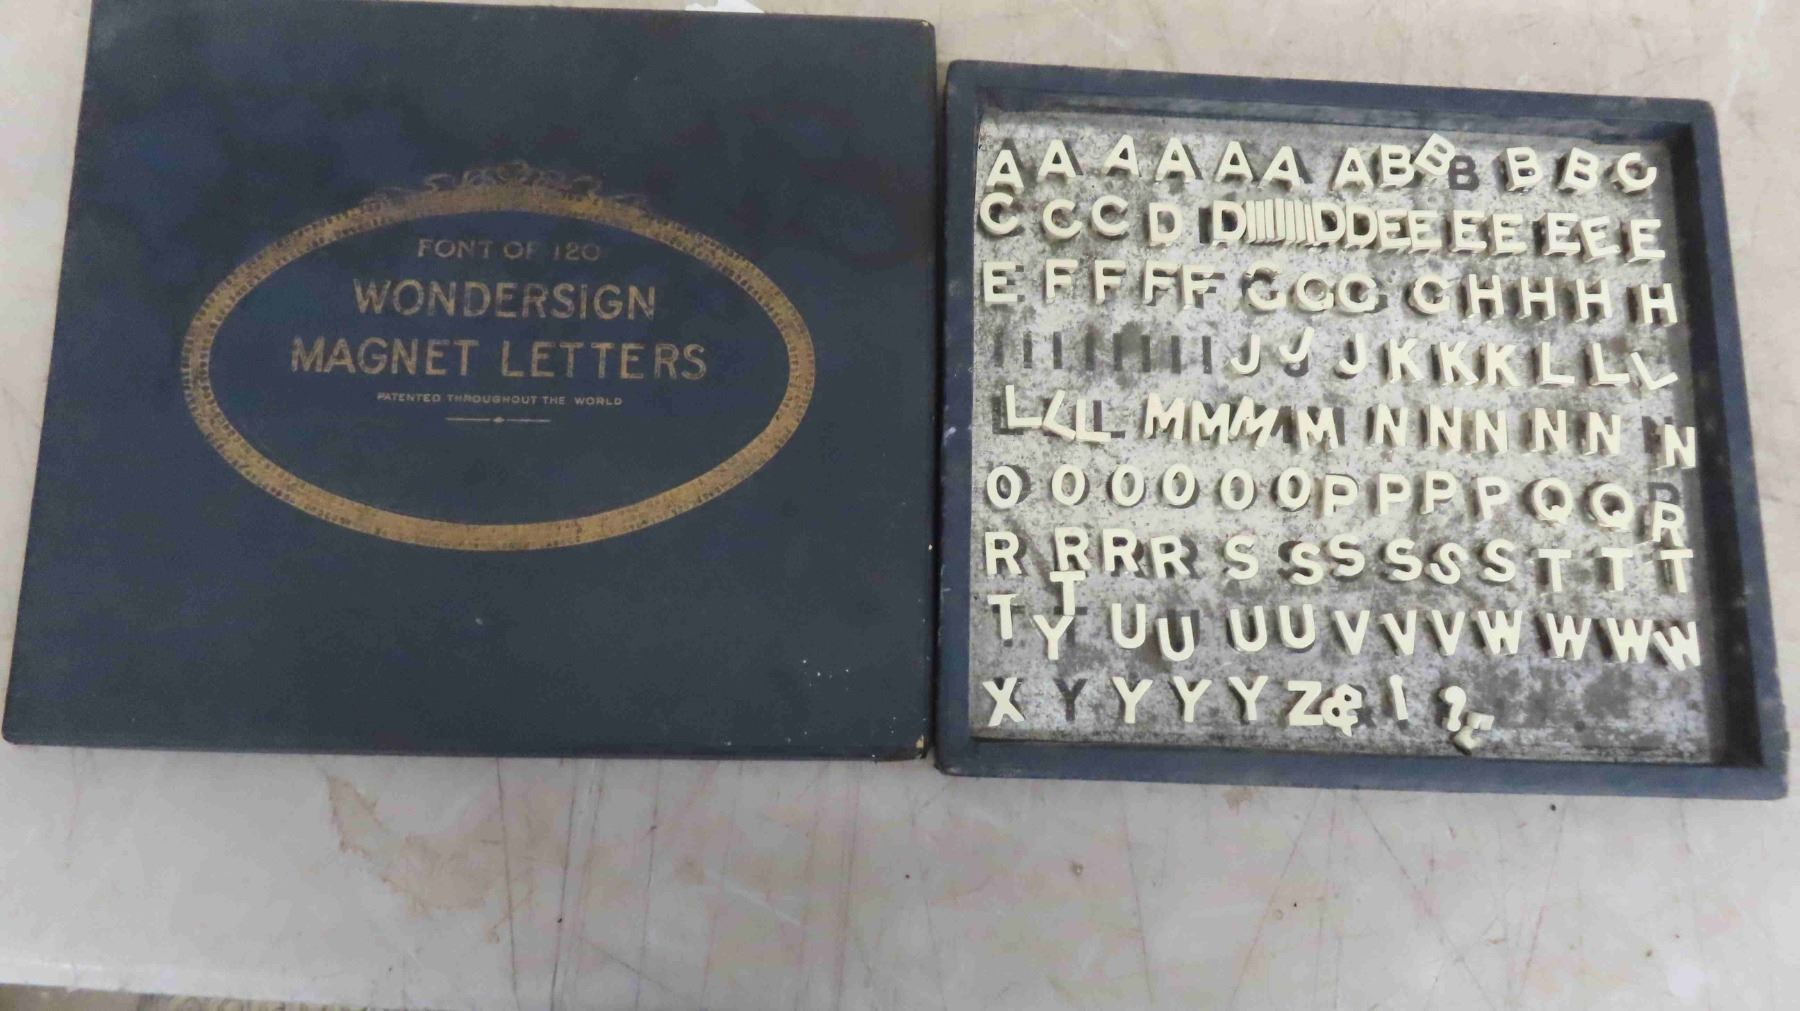 FONT OF 120
WONDERSIGN
MAGNET LETTERS
PATENTED THROUGHOUT THE WORLD
A A A A A A A B B B B B C
C C C D D I I I I I I I I I D D E E E E E E E
E F F F F G G G G H H H H
J J J K K K L L L
L L L M M M M N N N N N N
O O O O O O P P P P Q Q R
R R R R S S S S S S T T T
T T Y U U U U V V V W W W W
X Y Y Y Y Z & ! ?